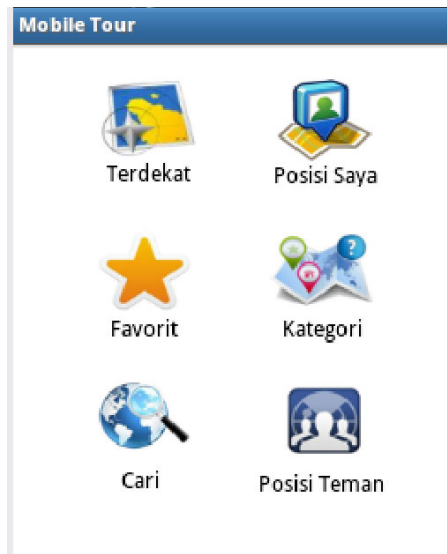 Mobile Tour
Terdekat
Posisi Saya
Favorit
Kategori
Cari
Posisi Teman